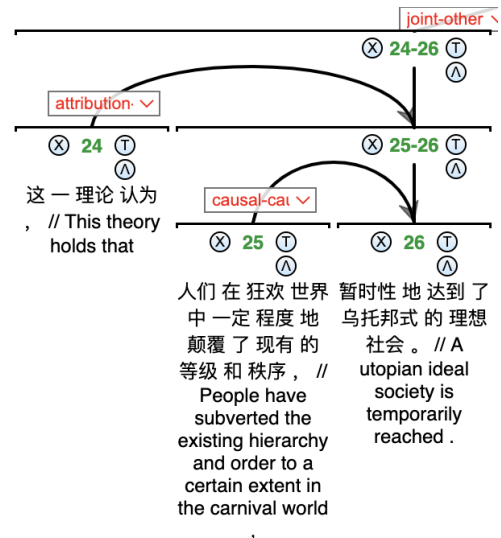 joint-other
X 24-26 T
Λ
attribution-
X 24 T
Λ
X 25-26 T
Λ
这 一 理论 认为
， // This theory
holds that
causal-cau
X 25 T
Λ
人们 在 狂欢 世界
中 一定 程度 地
颠覆 了 现有 的
等级 和 秩序 ， //
People have
subverted the
existing hierarchy
and order to a
certain extent in
the carnival world
,
X 26 T
Λ
暂时性 地 达到 了
乌托邦式 的 理想
社会 。 // A
utopian ideal
society is
temporarily
reached .